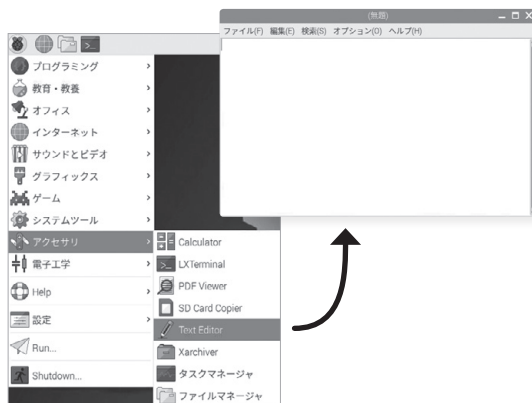 (無題)
ファイル(F) 編集(E) 検索(S) オプション(O) ヘルプ(H)
プログラミング
教育・教養
オフィス
インターネット
サウンドとビデオ
グラフィックス
ゲーム
システムツール
アクセサリ
電子工学
Help
設定
Run...
Shutdown...
Calculator
LXTerminal
PDF Viewer
SD Card Copier
Text Editor
Xarchiver
タスクマネージャ
ファイルマネージャ